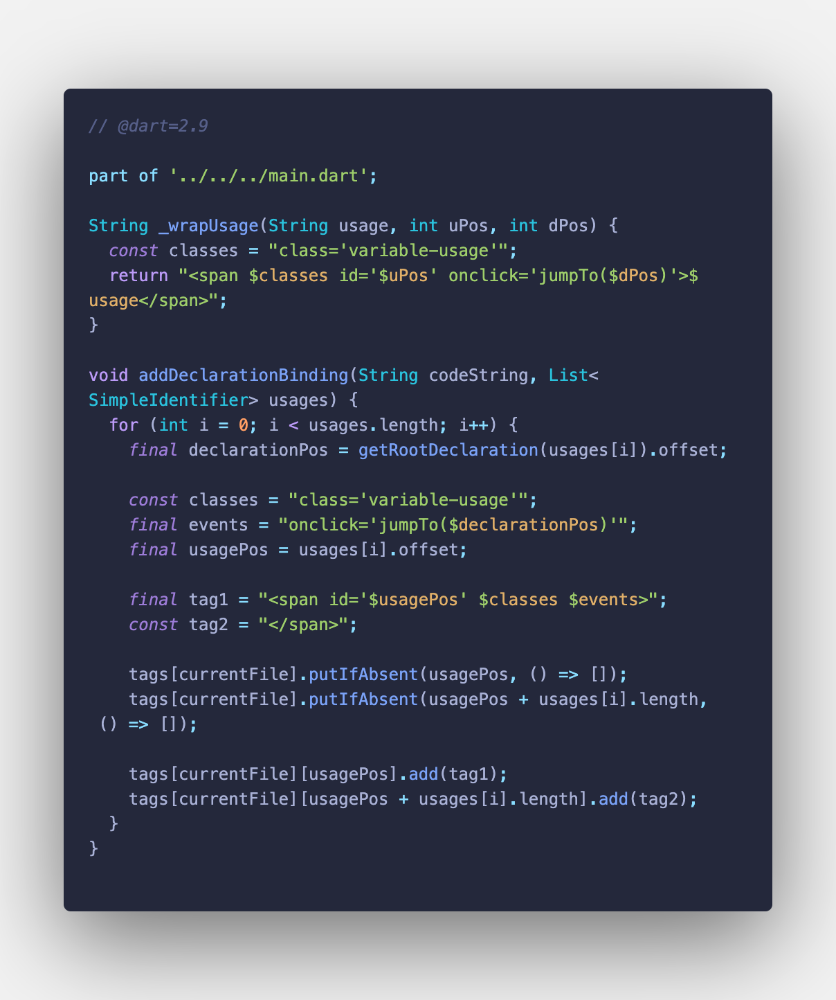 // @dart=2.9

part of '../../../main.dart';

String _wrapUsage(String usage, int uPos, int dPos) {
  const classes = "class='variable-usage'";
  return "<span $classes id='$uPos' onclick='jumpTo($dPos)'>$
usage</span>";
}

void addDeclarationBinding(String codeString, List<
SimpleIdentifier> usages) {
  for (int i = 0; i < usages.length; i++) {
    final declarationPos = getRootDeclaration(usages[i]).offset;

    const classes = "class='variable-usage'";
    final events = "onclick='jumpTo($declarationPos)'";
    final usagePos = usages[i].offset;

    final tag1 = "<span id='$usagePos' $classes $events>";
    const tag2 = "</span>";

    tags[currentFile].putIfAbsent(usagePos, () => []);
    tags[currentFile].putIfAbsent(usagePos + usages[i].length,
 () => []);

    tags[currentFile][usagePos].add(tag1);
    tags[currentFile][usagePos + usages[i].length].add(tag2);
  }
}